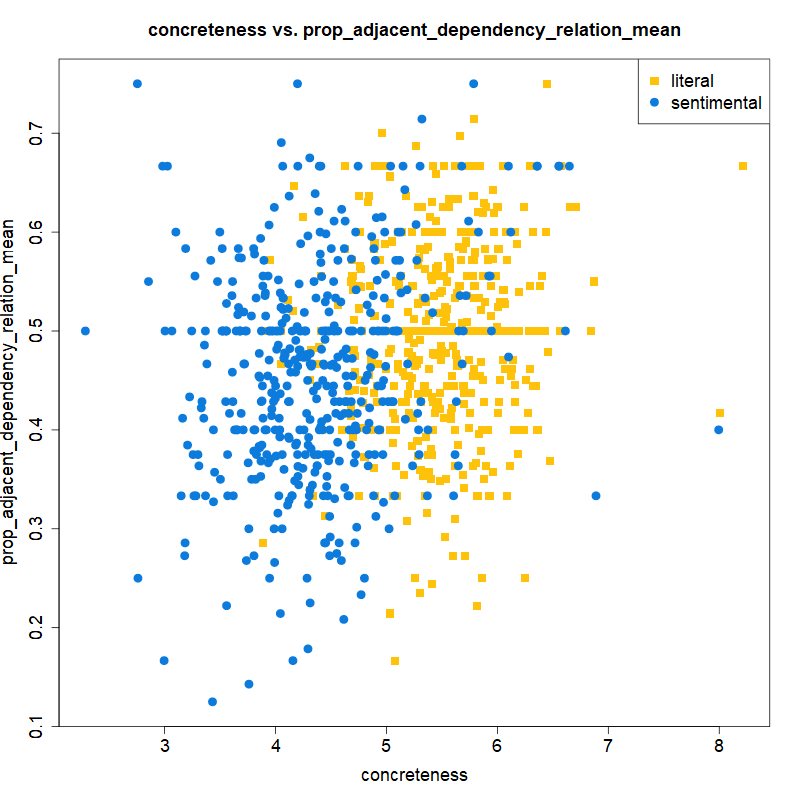 concreteness vs. prop_adjacent_dependency_relation_mean
literal
sentimental
prop_adjacent_dependency_relation_mean
0.7
0.6
0.5
0.4
0.3
0.2
0.1
3 4 5 6 7 8
concreteness